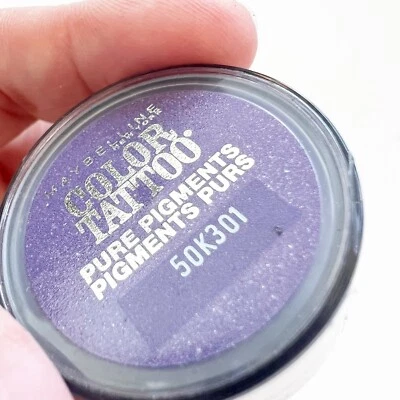 MAYBELLINE
NEW YORK
COLOR
TATTOO®
PURE PIGMENTS
PIGMENTS PURS
50K301